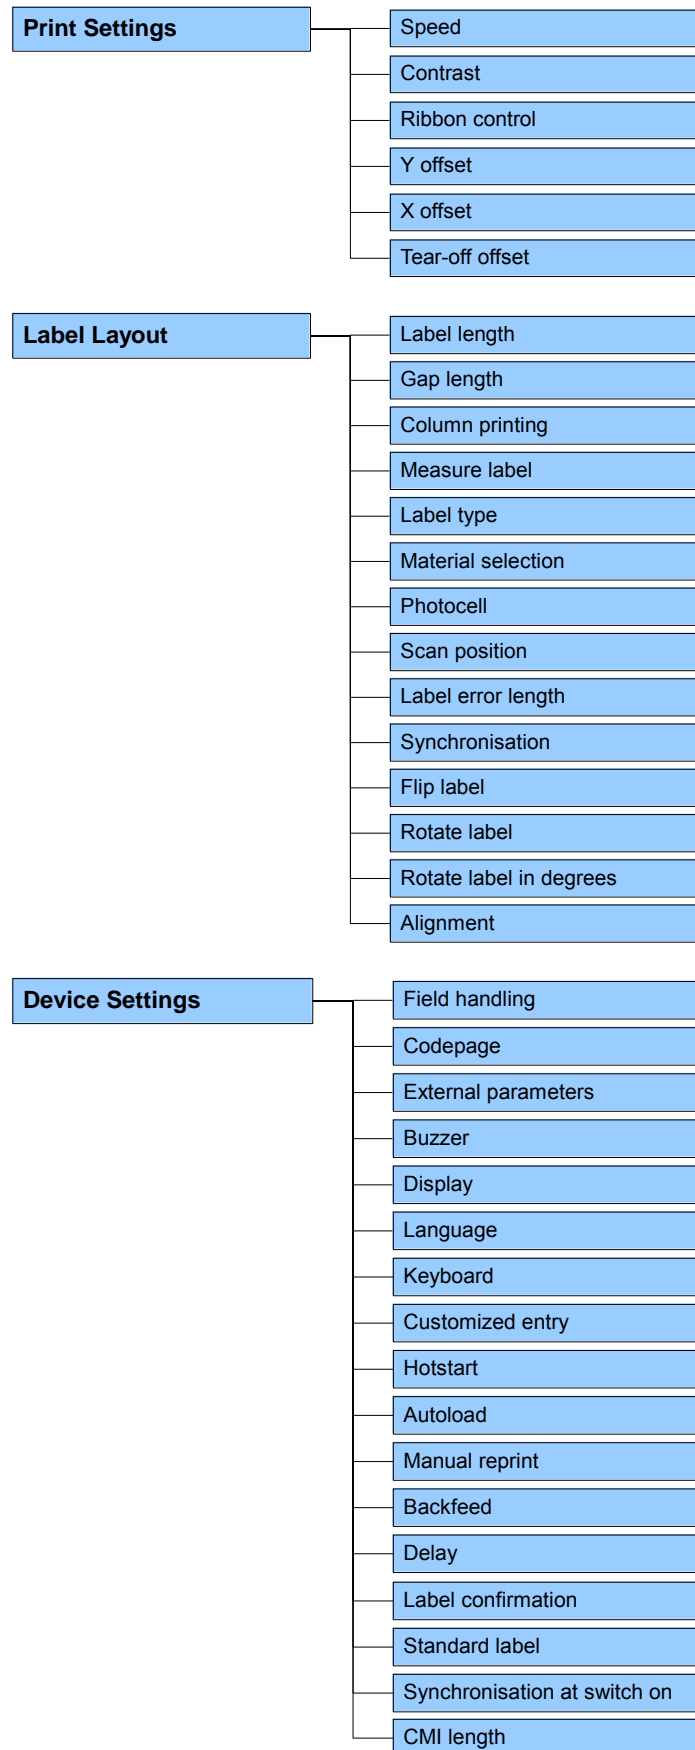 Print Settings
Speed
Contrast
Ribbon control
Y offset
X offset
Tear-off offset
Label Layout
Label length
Gap length
Column printing
Measure label
Label type
Material selection
Photocell
Scan position
Label error length
Synchronisation
Flip label
Rotate label
Rotate label in degrees
Alignment
Device Settings
Field handling
Codepage
External parameters
Buzzer
Display
Language
Keyboard
Customized entry
Hotstart
Autoload
Manual reprint
Backfeed
Delay
Label confirmation
Standard label
Synchronisation at switch on
CMI length